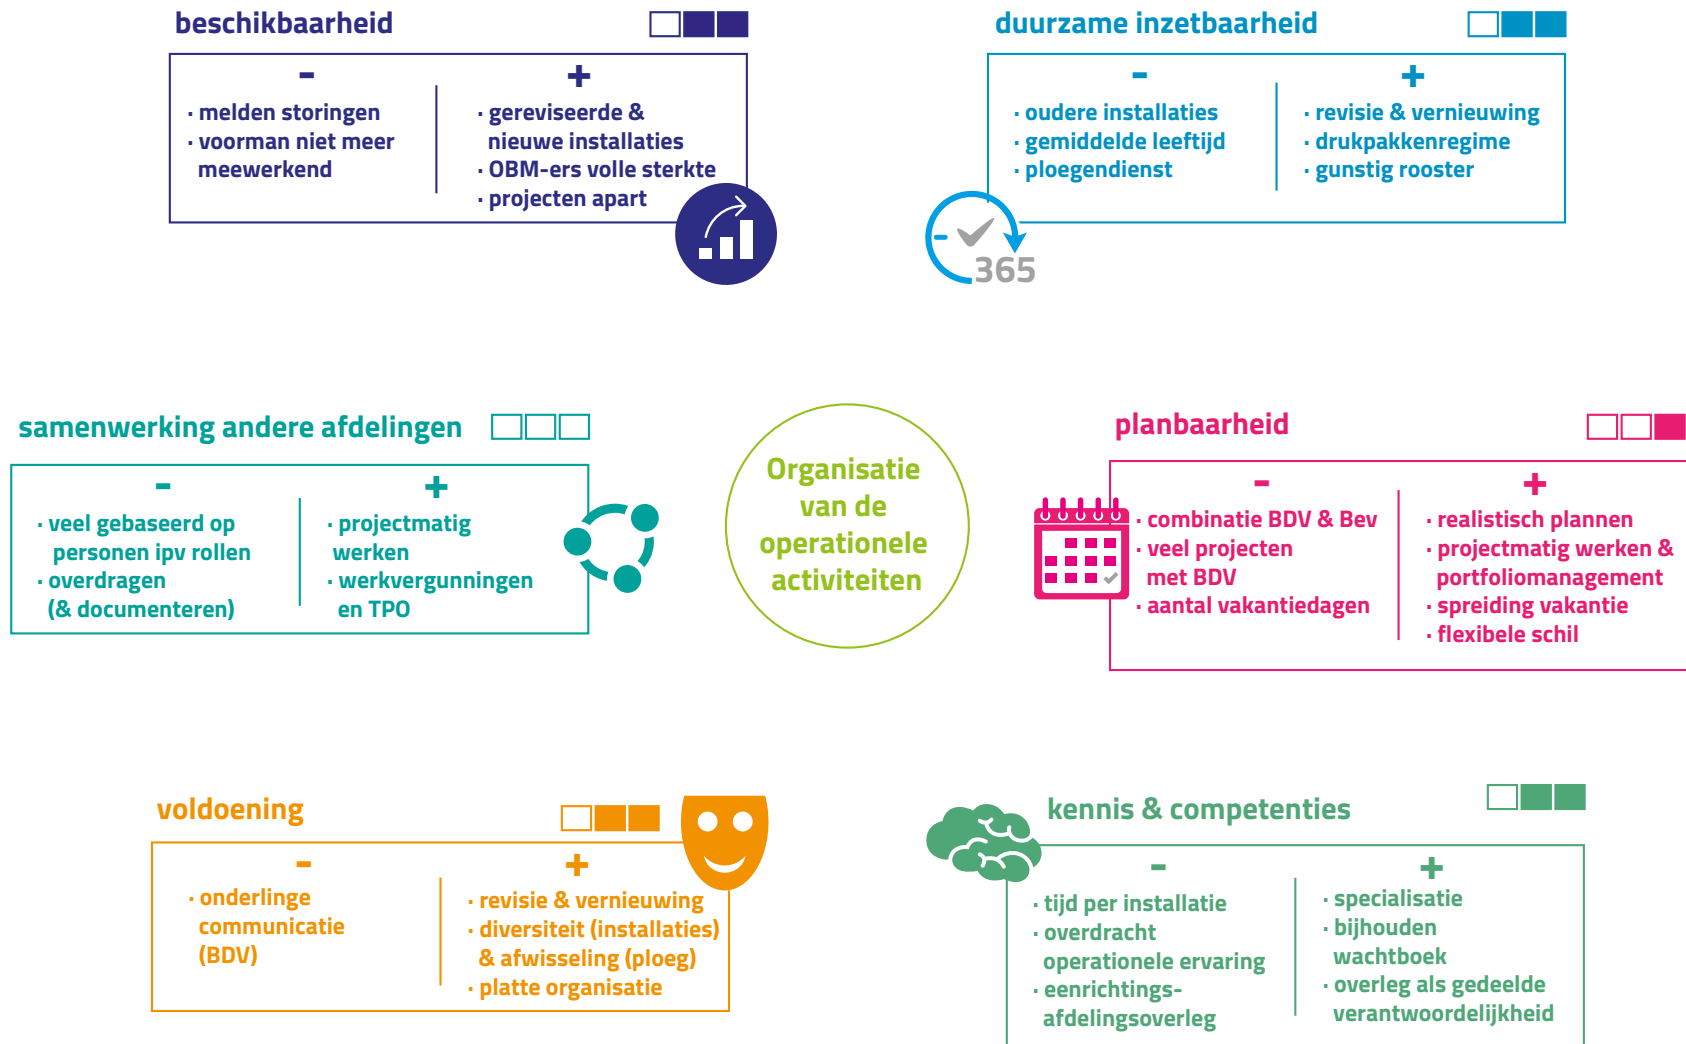 beschikbaarheid
-
· melden storingen
· voorman niet meer
meewerkend
+
· gereviseerde &
nieuwe installaties
· OBM-ers volle sterkte
· projecten apart
duurzame inzetbaarheid
-
· oudere installaties
· gemiddelde leeftijd
· ploegendienst
+
· revisie & vernieuwing
· drukpakkenregime
· gunstig rooster
365
samenwerking andere afdelingen
-
· veel gebaseerd op
personen ipv rollen
· overdragen
(& documenteren)
+
· projectmatig
werken
· werkvergunningen
en TPO
Organisatie
van de
operationele
activiteiten
planbaarheid
-
· combinatie BDV & Bev
· veel projecten
met BDV
· aantal vakantiedagen
+
· realistisch plannen
· projectmatig werken &
portfoliomanagement
· spreiding vakantie
· flexibele schil
voldoening
-
· onderlinge
communicatie
(BDV)
+
· revisie & vernieuwing
· diversiteit (installaties)
& afwisseling (ploeg)
· platte organisatie
kennis & competenties
-
· tijd per installatie
· overdracht
operationele ervaring
· eenrichtings-
afdelingsoverleg
+
· specialisatie
· bijhouden
wachtboek
· overleg als gedeelde
verantwoordelijkheid